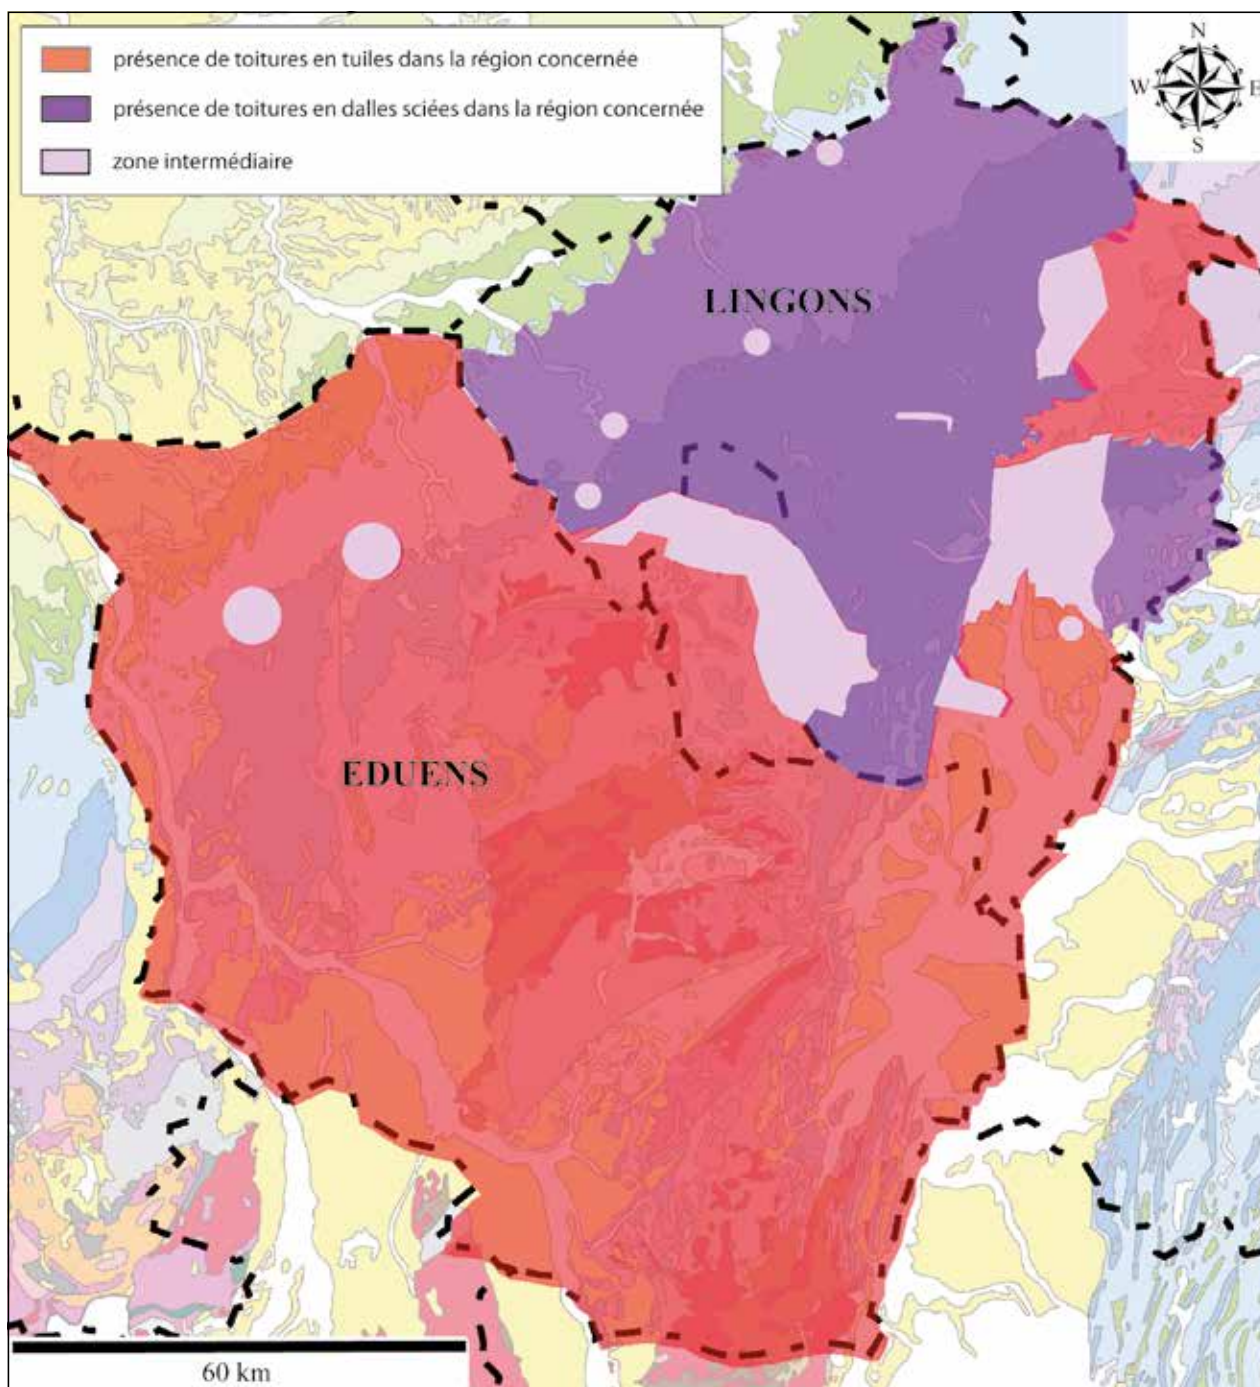 présence de toitures en tuiles dans la région concernée
présence de toitures en dalles sciées dans la région concernée
zone intermédiaire
N
W E
S
LINGONS
EDUENS
60 km